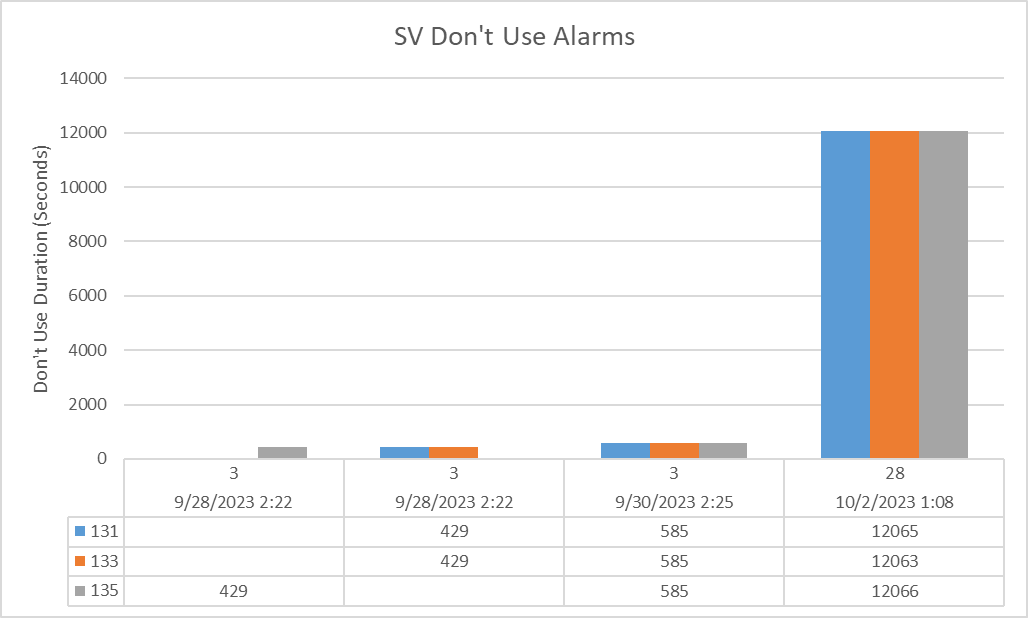 SV Don't Use Alarms
Don't Use Duration (Seconds)
14000
12000
10000
8000
6000
4000
2000
0
3 3 3 28
9/28/2023 2:22 9/28/2023 2:22 9/30/2023 2:25 10/2/2023 1:08
131 429 585 12065
133 429 585 12063
135 429 585 12066